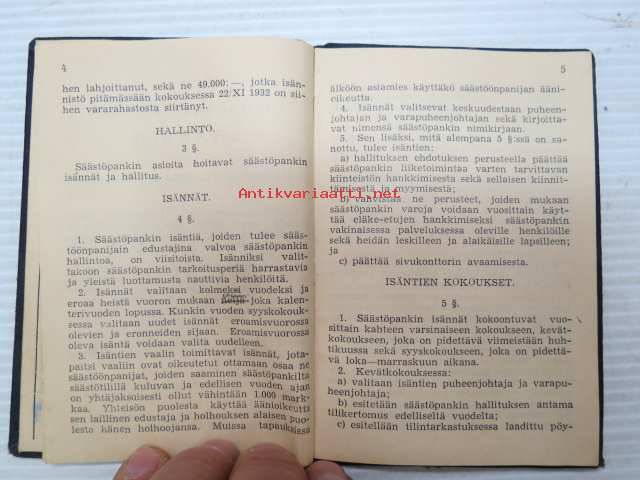 4
hen lahjoittanut, sekä ne 49.000: —, jotka isän-
nistö pitämässään kokouksessa 22/XI 1932 on sii-
hen vararahastosta siirtänyt.
HALLINTO.
3 §.
Säästöpankin asioita hoitavat säästöpankin
isännät ja hallitus.
ISÄNNÄT.
4 §.
1. Säästöpankin isäntiä, joiden tulee sääs-
töönpanijain edustajina valvoa säästöpankin
hallintoa, on viisitoista. Isänniksi valit-
takoon säästöpankin tarkoitusperiä harrastavia
ja yleistä luottamusta nauttivia henkilöitä.
2. Isännät valitaan kolmeksi vuodeksi ja
eroaa heistä vuoron mukaan joka kalen-
terivuoden lopussa. Kunkin vuoden syyskokouk-
sessa valitaan uudet isännät eroamisvuorossa
olevien ja eronneiden sijaan. Eroamisvuorossa
oleva isäntä voidaan valita uudelleen.
3. Isäntien vaalin toimittavat isännät, jota-
paitsi vaaliin ovat oikeutetut ottamaan osaa ne
säästöönpanijat, joiden saaminen säästöpankilta
säästötilillä kuluvan ja edellisen vuoden ajan
on yhtäjaksoisesti ollut vähintään 1.000 mark-
kaa. Yhteisön puolesta käyttää äänioikeutta
sen laillinen edustaja ja holhouksen alaisen puo-
lesta hänen holhoojansa. Muissa tapauksissa
5
älköön asiamies käyttäkö säästöönpanijan ääni-
oikeutta.
4. Isännät valitsevat keskuudestaan puheen-
johtajan ja varapuheenjohtajan sekä kirjoitta-
vat nimensä säästöpankin nimikirjaan.
5. Sen lisäksi, mitä alempana 5 §:ssä on sa-
nottu, tulee isäntien:
a) hallituksen ehdotuksen perusteella päättää
säästöpankin liiketoimintaa varten tarvittavan
kiinteistön hankkimisesta sekä sellaisen kiinnit-
tämisestä ja myymisestä;
b) vahvistaa ne perusteet, joiden mukaan
säästöpankin varoja voidaan vuosittain käyt-
tää eläke-etujen hankkimiseksi säästöpankin
vakinaisessa palveluksessa oleville henkilöille
sekä heidän leskilleen ja alaikäisille lapsilleen;
ja
c) päättää sivukonttorin avaamisesta.
ISÄNTIEN KOKOUKSET.
5 §.
1. Säästöpankin isännät kokoontuvat vuo-
sittain kahteen varsinaiseen kokoukseen, kevät-
kokoukseen, joka on pidettävä viimeistään huh-
tikuussa sekä syyskokoukseen, joka on pidettä-
vä loka—marraskuun aikana.
2. Kevätkokouksessa:
a) valitaan isäntien puheenjohtaja ja varapu-
heenjohtaja;
b) esitetään säästöpankin hallituksen antama
tilikertomus edelliseltä vuodelta;
c) esitellään tilintarkastuksessa laadittu pöy-
Antikvariaatti.net